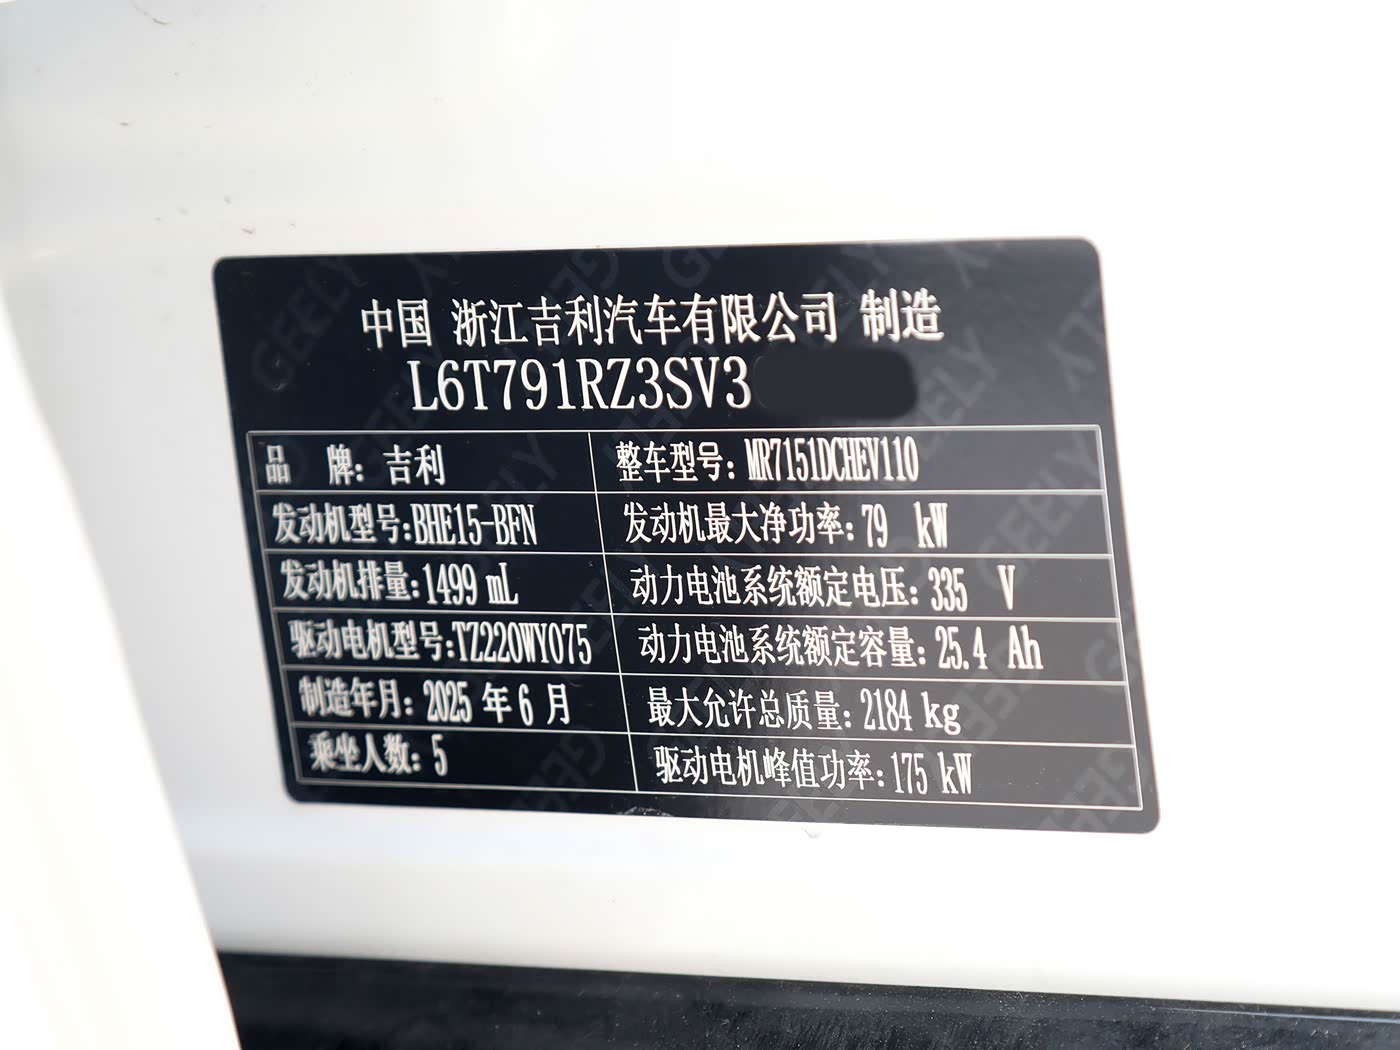 中国 浙江吉利汽车有限公司 制造
L6T791RZ3SV3
品 牌：吉利 整车型号：MR7151DCHEV110
发动机型号：BHE15-BFN 发动机最大净功率：79 kW
发动机排量：1499 mL 动力电池系统额定电压：335 V
驱动电机型号：TZ220WY075 动力电池系统额定容量：25.4 Ah
制造年月：2025 年 6 月 最大允许总质量：2184 kg
乘坐人数：5 驱动电机峰值功率：175 kW